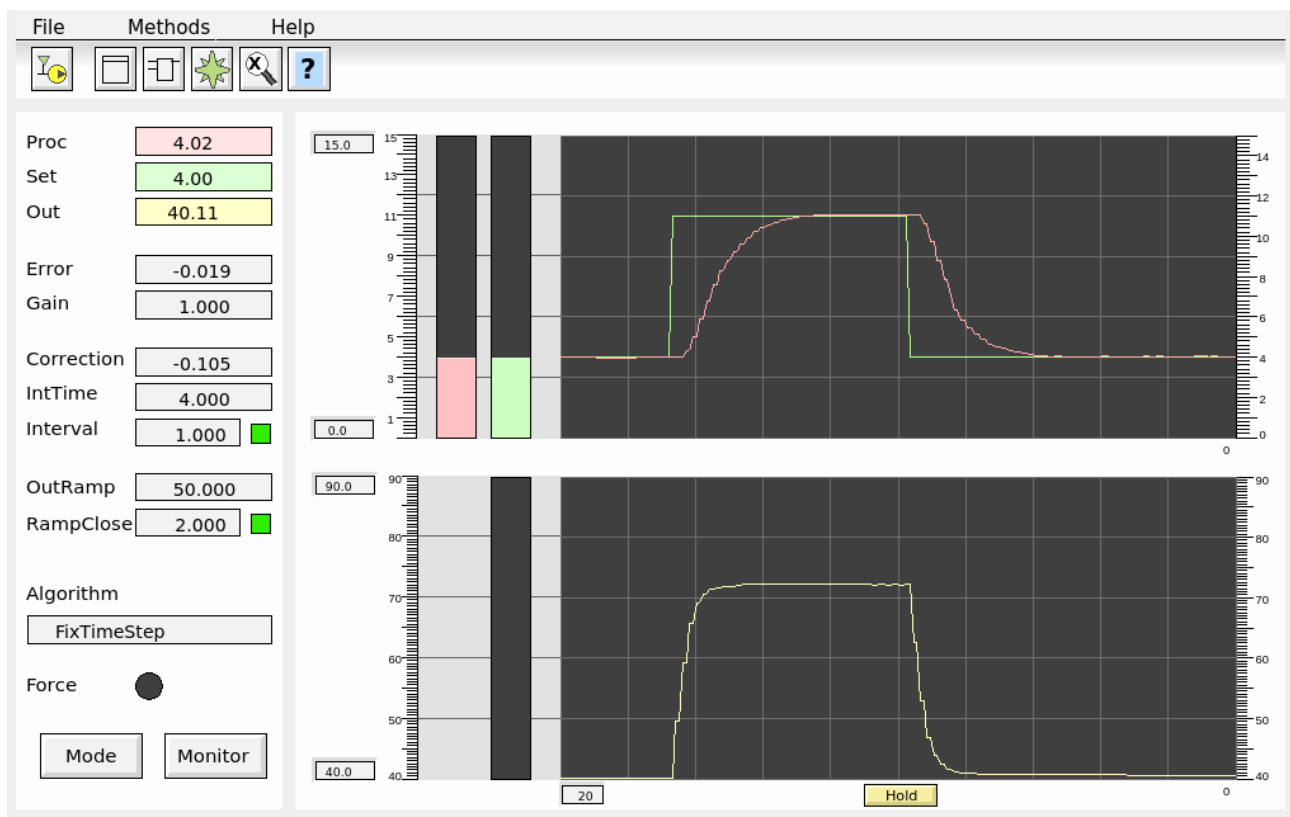 File Methods Help
X ?
Proc 4.02
Set 4.00
Out 40.11
Error -0.019
Gain 1.000
Correction -0.105
IntTime 4.000
Interval 1.000
OutRamp 50.000
RampClose 2.000
Algorithm
FixTimeStep
Force
Mode Monitor
15.0
0.0
15
13
11
9
7
5
3
1
14
12
10
8
6
4
2
0
0
90.0
40.0
90
80
70
60
50
40
90
80
70
60
50
40
20 Hold 0